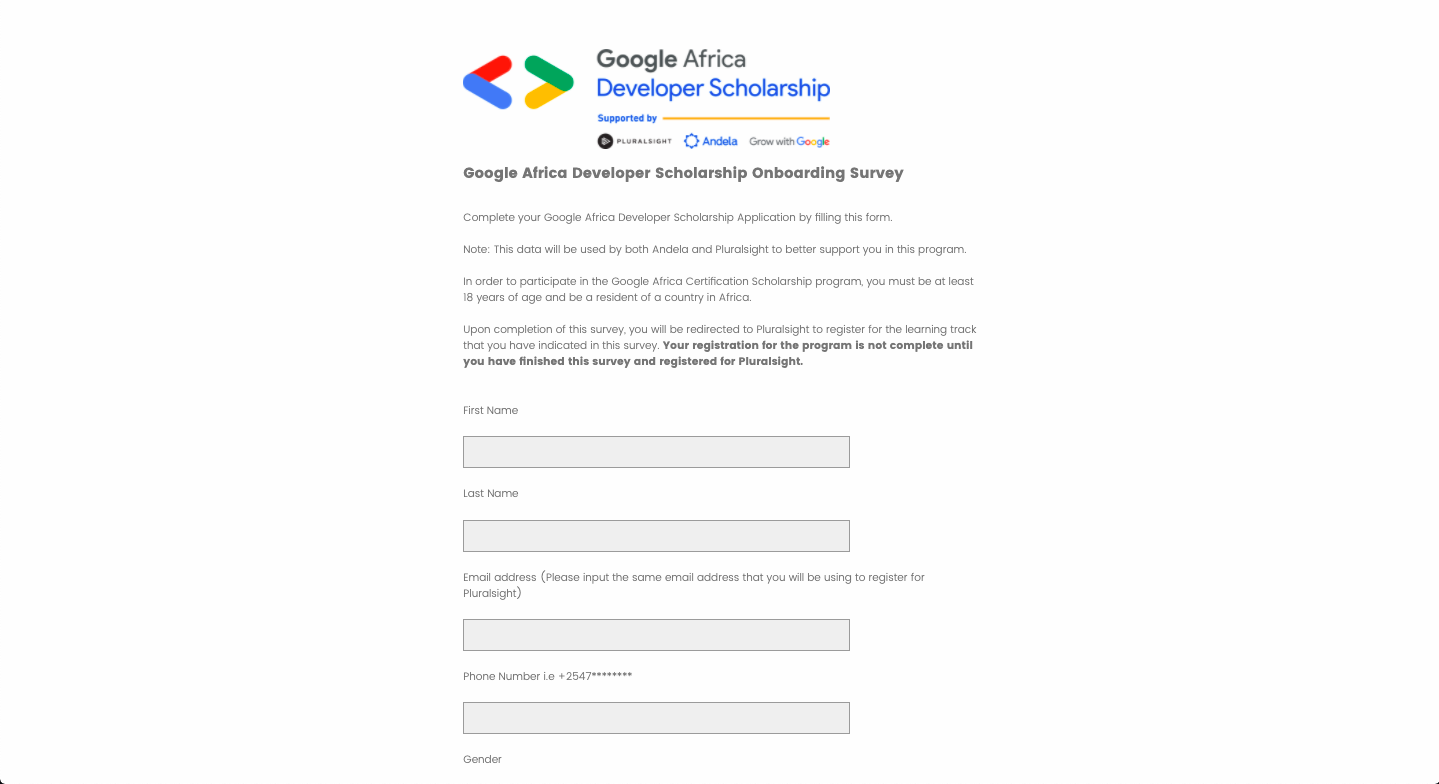 Google Africa
Developer Scholarship
Supported by
PLURALSIGHT Andela Grow with Google
Google Africa Developer Scholarship Onboarding Survey
Complete your Google Africa Developer Scholarship Application by filling this form.
Note: This data will be used by both Andela and Pluralsight to better support you in this program.
In order to participate in the Google Africa Certification Scholarship program, you must be at least
18 years of age and be a resident of a country in Africa.
Upon completion of this survey, you will be redirected to Pluralsight to register for the learning track
that you have indicated in this survey. Your registration for the program is not complete until
you have finished this survey and registered for Pluralsight.
First Name
Last Name
Email address (Please input the same email address that you will be using to register for
Pluralsight)
Phone Number i.e +2547********
Gender